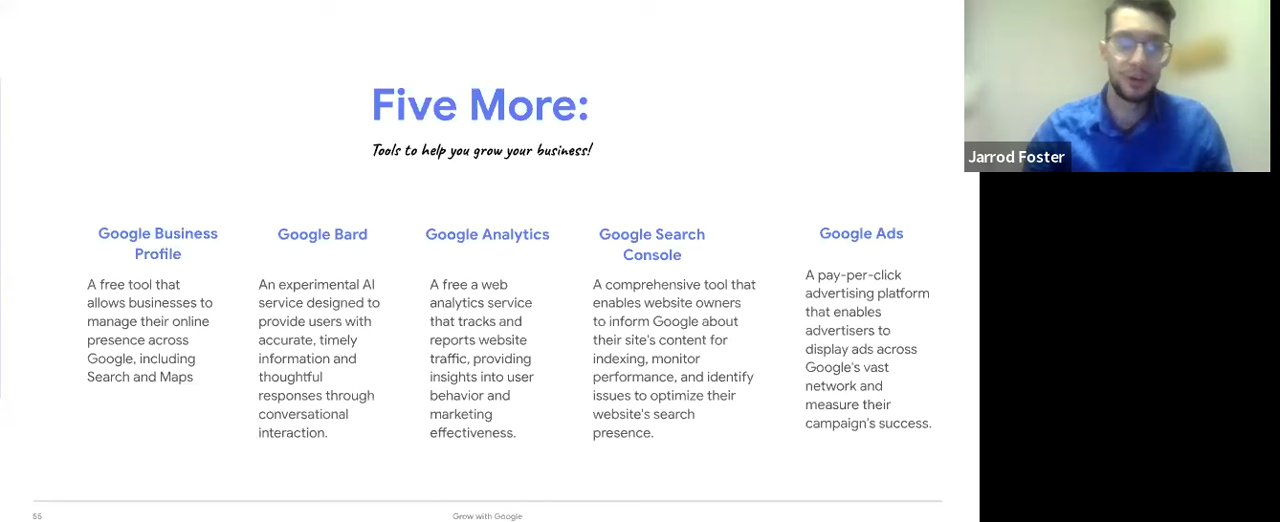 Five More:
Tools to help you grow your business!
Google Business
Profile
A free tool that
allows businesses to
manage their online
presence across
Google, including
Search and Maps
Google Bard
An experimental AI
service designed to
provide users with
accurate, timely
information and
thoughtful
responses through
conversational
interaction.
Google Analytics
A free a web
analytics service
that tracks and
reports website
traffic, providing
insights into user
behavior and
marketing
effectiveness.
Google Search
Console
A comprehensive tool that
enables website owners
to inform Google about
their site's content for
indexing, monitor
performance, and identify
issues to optimize their
website's search
presence.
Google Ads
A pay-per-click
advertising platform
that enables
advertisers to
display ads across
Google's vast
network and
measure their
campaign's success.
Jarrod Foster
55
Grow with Google